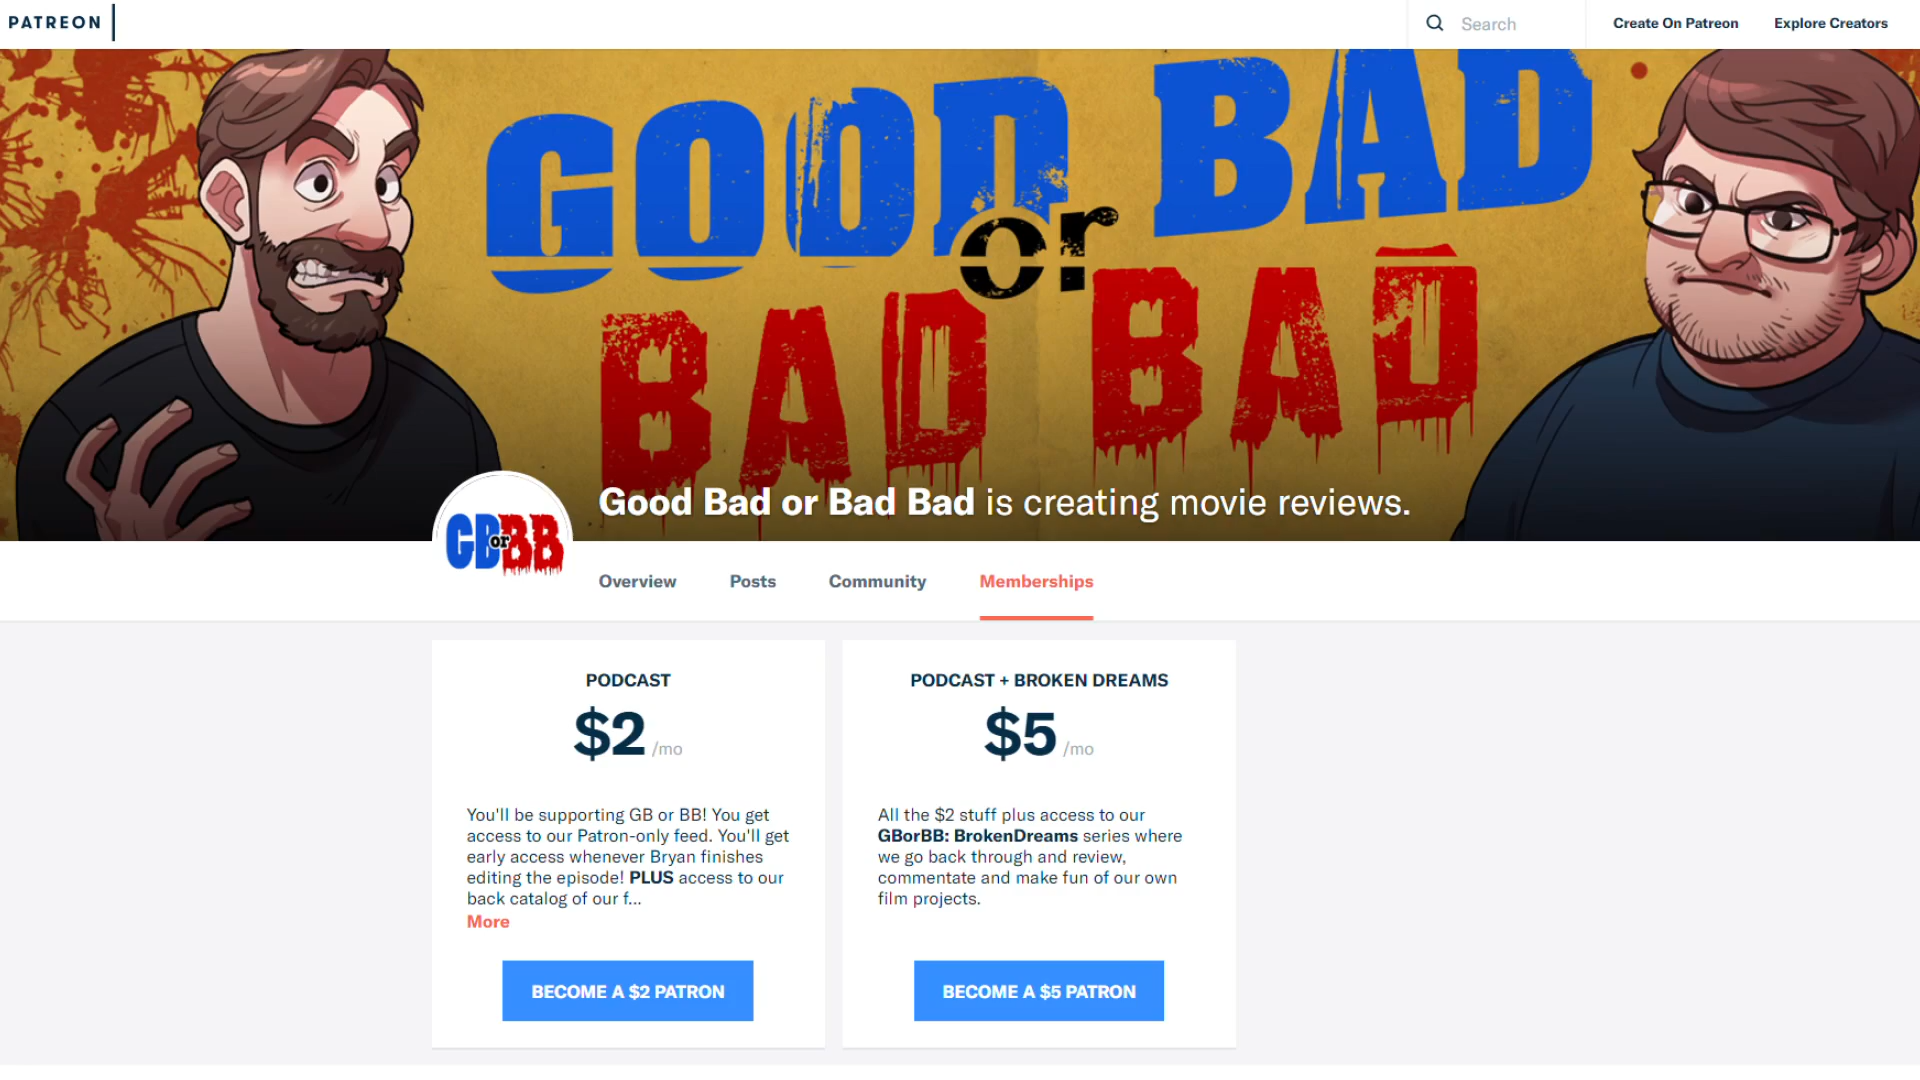 PATREON
Search
Create On Patreon
Explore Creators
GOOD BAD
or
BAD BAD
Good Bad or Bad Bad is creating movie reviews.
GB or BB
Overview
Posts
Community
Memberships
PODCAST
$2 /mo
You'll be supporting GB or BB! You get
access to our Patron-only feed. You'll get
early access whenever Bryan finishes
editing the episode! PLUS access to our
back catalog of our f...
More
BECOME A $2 PATRON
PODCAST + BROKEN DREAMS
$5 /mo
All the $2 stuff plus access to our
GBorBB: BrokenDreams series where
we go back through and review,
commentate and make fun of our own
film projects.
BECOME A $5 PATRON